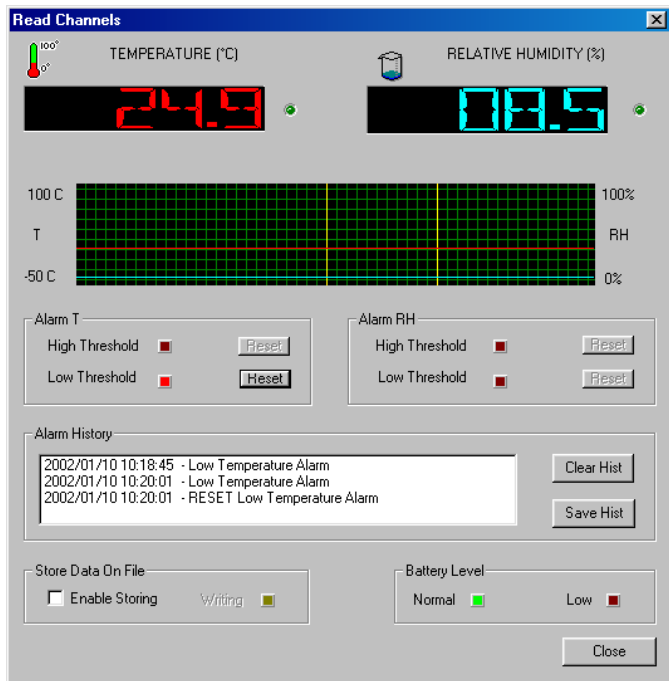 Read Channels
100°
0°
TEMPERATURE (°C)
RELATIVE HUMIDITY (%)
24.9
08.5
100 C
100%
T
RH
-50 C
0%
Alarm T
High Threshold
Reset
Low Threshold
Reset
Alarm RH
High Threshold
Reset
Low Threshold
Reset
Alarm History
2002/01/10 10:18:45 - Low Temperature Alarm
2002/01/10 10:20:01 - Low Temperature Alarm
2002/01/10 10:20:01 - RESET Low Temperature Alarm
Clear Hist
Save Hist
Store Data On File
Enable Storing
Writing
Battery Level
Normal
Low
Close